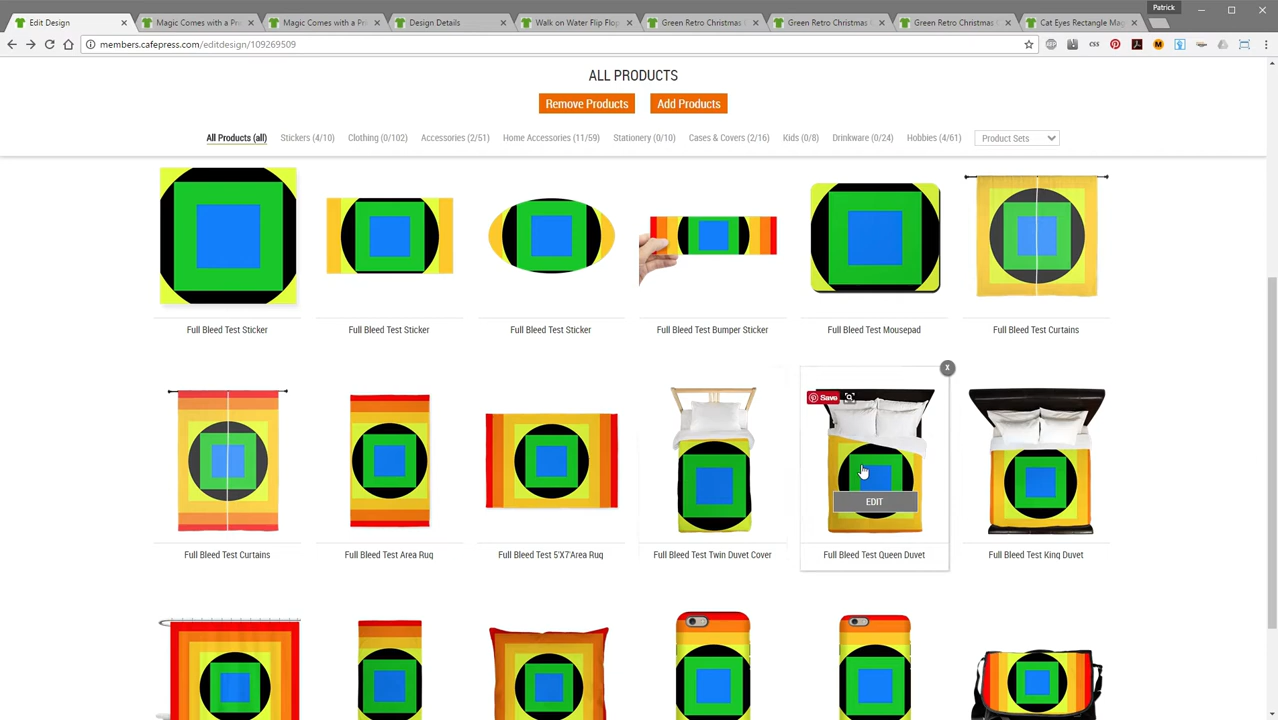 Patrick
Edit Design
Magic Comes with a Pr
Magic Comes with a Pr
Design Details
Walk on Water Flip Flop
Green Retro Christmas
Green Retro Christmas
Green Retro Christmas
Cat Eyes Rectangle Mag
members.cafepress.com/editdesign/109269509
ALL PRODUCTS
Remove Products Add Products
All Products (all) Stickers (4/10) Clothing (0/102) Accessories (2/51) Home Accessories (11/59) Stationery (0/10) Cases & Covers (2/16) Kids (0/8) Drinkware (0/24) Hobbies (4/61) Product Sets
Full Bleed Test Sticker
Full Bleed Test Sticker
Full Bleed Test Sticker
Full Bleed Test Bumper Sticker
Full Bleed Test Mousepad
Full Bleed Test Curtains
X
Save
EDIT
Full Bleed Test Curtains
Full Bleed Test Area Rug
Full Bleed Test 5'X7'Area Rug
Full Bleed Test Twin Duvet Cover
Full Bleed Test Queen Duvet
Full Bleed Test King Duvet